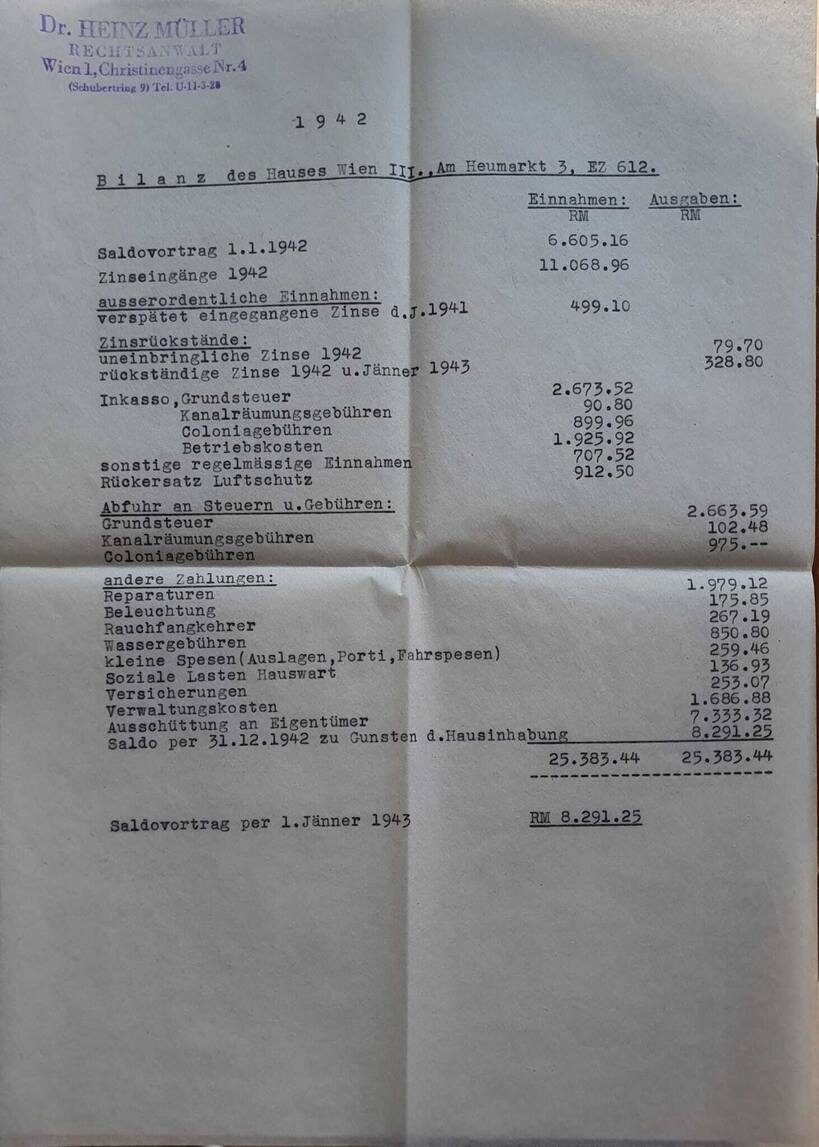 Dr. HEINZ MÜLLER
RECHTSANWALT
Wien 1, Christinengasse Nr. 4
(Schubertring 9) Tel. U-11-3-28
1 9 4 2
B i l a n z des Hauses Wien III., Am Heumarkt 3, EZ 612.
Einnahmen: Ausgaben:
RM RM
Saldovortrag 1.1.1942 6.605.16
Zinseingänge 1942 11.068.96
ausserordentliche Einnahmen:
verspätet eingegangene Zinse d.J.1941 499.10
Zinsrückstände:
uneinbringliche Zinse 1942 79.70
rückständige Zinse 1942 u.Jänner 1943 328.80
Inkasso,Grundsteuer 2.673.52
Kanalräumungsgebühren 90.80
Coloniagebühren 899.96
Betriebskosten 1.925.92
sonstige regelmässige Einnahmen 707.52
Rückersatz Luftschutz 912.50
Abfuhr an Steuern u.Gebühren:
Grundsteuer 2.663.59
Kanalräumungsgebühren 102.48
Coloniagebühren 975.--
andere Zahlungen:
Reparaturen 1.979.12
Beleuchtung 175.85
Rauchfangkehrer 267.19
Wassergebühren 850.80
kleine Spesen(Auslagen,Porti,Fahrspesen) 259.46
Soziale Lasten Hauswart 136.93
Versicherungen 253.07
Verwaltungskosten 1.686.88
Ausschüttung an Eigentümer 7.333.32
Saldo per 31.12.1942 zu Gunsten d.Hausinhabung 8.291.25
25.383.44 25.383.44
Saldovortrag per 1.Jänner 1943 RM 8.291.25